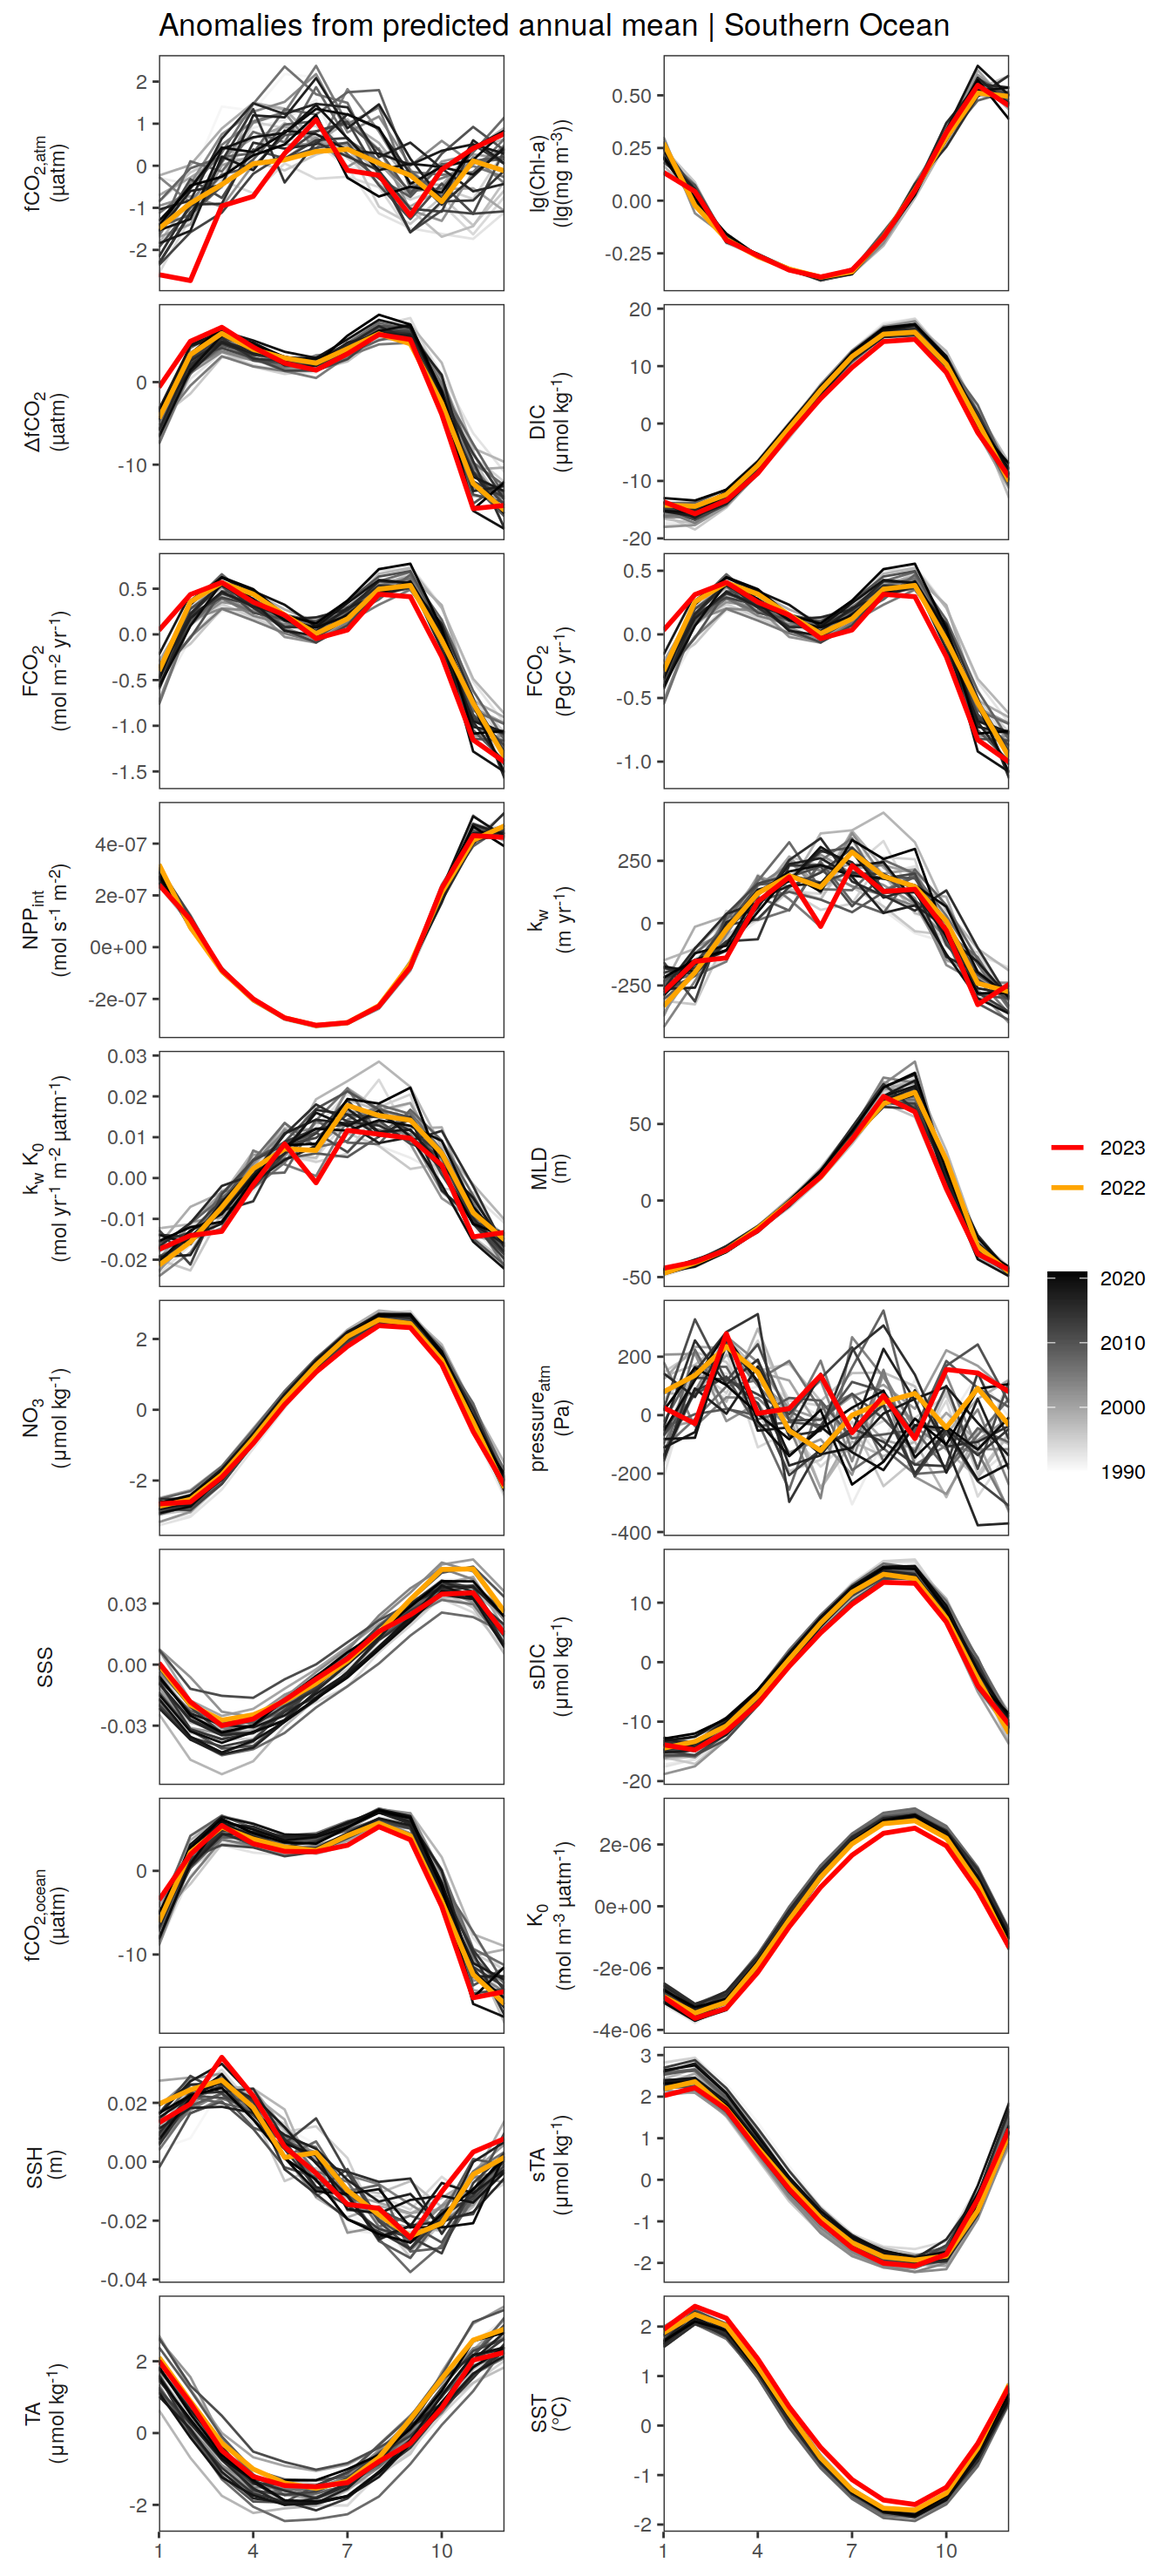 Anomalies from predicted annual mean | Southern Ocean
fCO2,atm
(µatm)
2
1
0
-1
-2
lg(Chl-a)
(lg(mg m-3))
0.50
0.25
0.00
-0.25
ΔfCO2
(µatm)
0
-10
DIC
(µmol kg-1)
20
10
0
-10
-20
FCO2
(mol m-2 yr-1)
0.5
0.0
-0.5
-1.0
-1.5
FCO2
(PgC yr-1)
0.5
0.0
-0.5
-1.0
NPPint
(mol s-1 m-2)
4e-07
2e-07
0e+00
-2e-07
kw
(m yr-1)
250
0
-250
kw K0
(mol yr-1 m-2 µatm-1)
0.03
0.02
0.01
0.00
-0.01
-0.02
MLD
(m)
50
0
-50
2023
2022
2020
2010
2000
1990
NO3
(µmol kg-1)
2
0
-2
pressureatm
(Pa)
200
0
-200
-400
SSS
0.03
0.00
-0.03
sDIC
(µmol kg-1)
10
0
-10
-20
fCO2,ocean
(µatm)
0
-10
K0
(mol m-3 µatm-1)
2e-06
0e+00
-2e-06
-4e-06
SSH
(m)
0.02
0.00
-0.02
-0.04
sTA
(µmol kg-1)
3
2
1
0
-1
-2
TA
(µmol kg-1)
2
0
-2
SST
(°C)
2
1
0
-1
-2
1 4 7 10
1 4 7 10